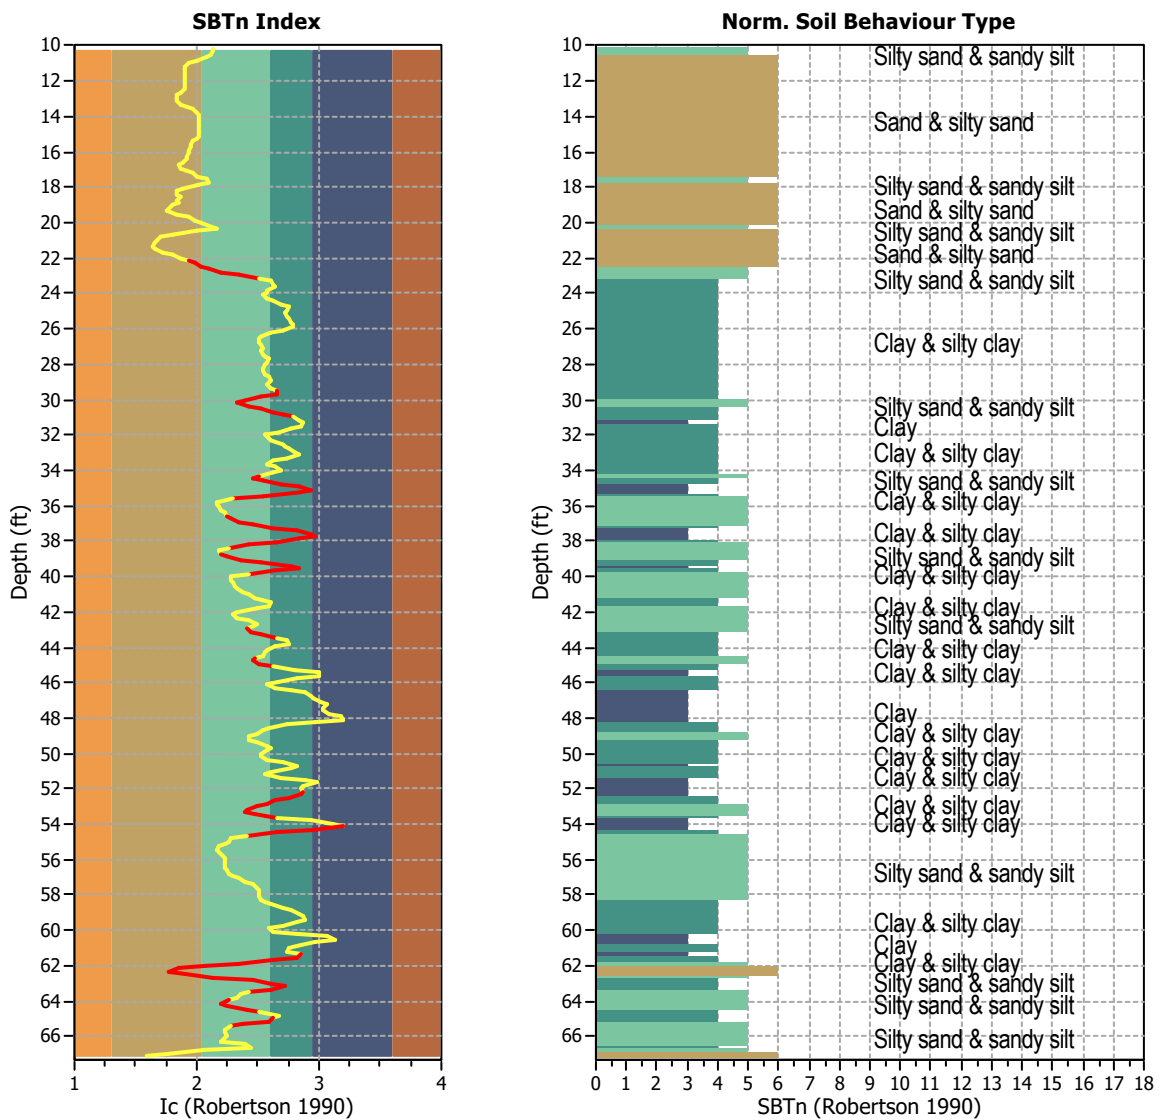 SBTn Index
Depth (ft)
10
12
14
16
18
20
22
24
26
28
30
32
34
36
38
40
42
44
46
48
50
52
54
56
58
60
62
64
66
1 2 3 4
Ic (Robertson 1990)
Norm. Soil Behaviour Type
Depth (ft)
10
12
14
16
18
20
22
24
26
28
30
32
34
36
38
40
42
44
46
48
50
52
54
56
58
60
62
64
66
Silty sand & sandy silt
Sand & silty sand
Silty sand & sandy silt
Sand & silty sand
Silty sand & sandy silt
Sand & silty sand
Silty sand & sandy silt
Clay & silty clay
Silty sand & sandy silt
Clay
Clay & silty clay
Silty sand & sandy silt
Clay & silty clay
Clay & silty clay
Silty sand & sandy silt
Clay & silty clay
Clay & silty clay
Silty sand & sandy silt
Clay & silty clay
Clay & silty clay
Clay
Clay & silty clay
Clay & silty clay
Clay & silty clay
Clay & silty clay
Clay & silty clay
Silty sand & sandy silt
Clay & silty clay
Clay
Clay & silty clay
Silty sand & sandy silt
Silty sand & sandy silt
Silty sand & sandy silt
0 1 2 3 4 5 6 7 8 9 10 11 12 13 14 15 16 17 18
SBTn (Robertson 1990)